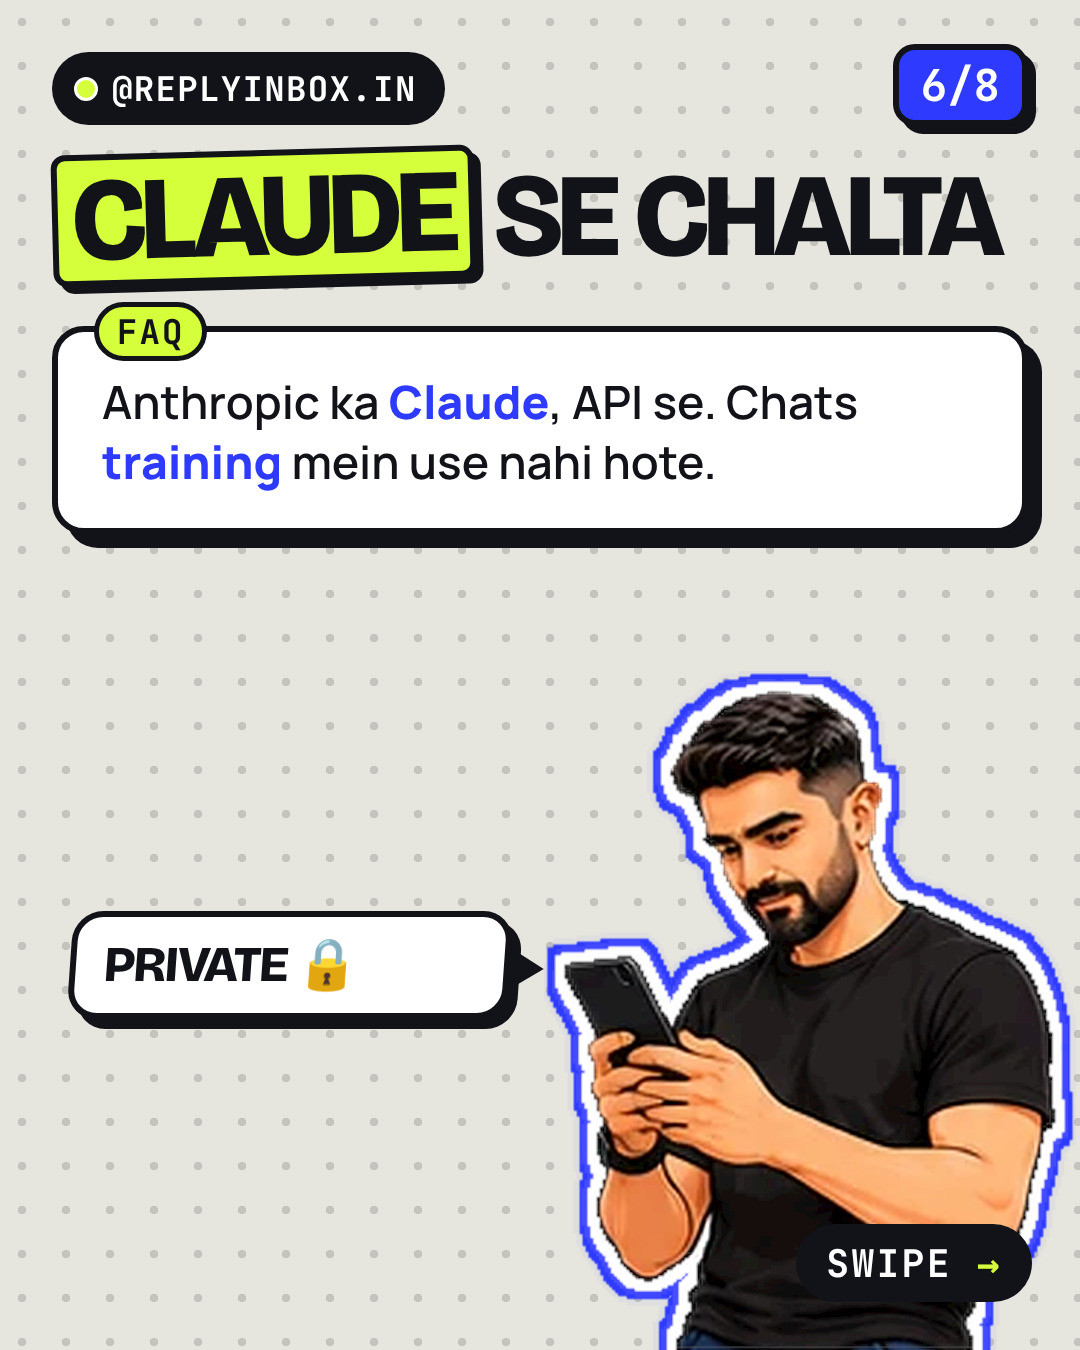 @REPLYINBOX.IN
6/8
CLAUDE SE CHALTA
FAQ
Anthropic ka Claude, API se. Chats
training mein use nahi hote.
PRIVATE 🔒
SWIPE →